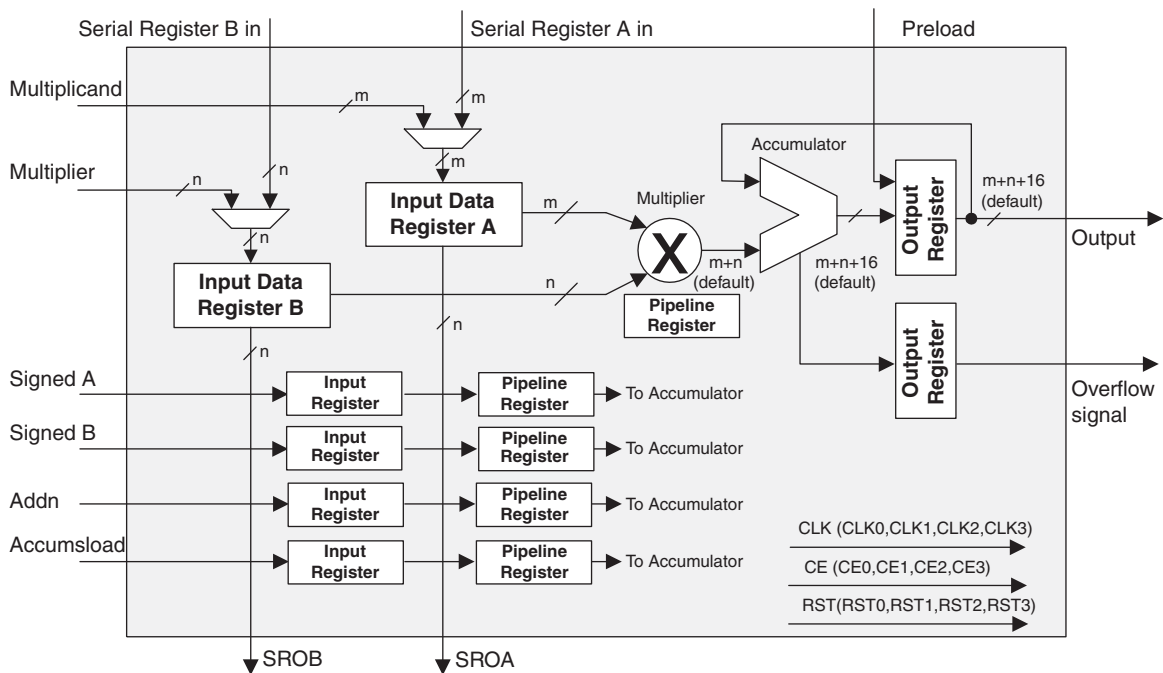 Serial Register B in
Serial Register A in
Preload
Multiplicand
m
m
Multiplier
n
n
m
Accumulator
Input Data
Register A
m
Multiplier
X
m+n
(default)
m+n+16
(default)
Output
Register
m+n+16
(default)
Output
n
Input Data
Register B
n
Pipeline
Register
n
n
Output
Register
Overflow
signal
Signed A
Input
Register
Pipeline
Register
To Accumulator
Signed B
Input
Register
Pipeline
Register
To Accumulator
Addn
Input
Register
Pipeline
Register
To Accumulator
Accumsload
Input
Register
Pipeline
Register
To Accumulator
CLK (CLK0,CLK1,CLK2,CLK3)
CE (CE0,CE1,CE2,CE3)
RST(RST0,RST1,RST2,RST3)
SROB
SROA